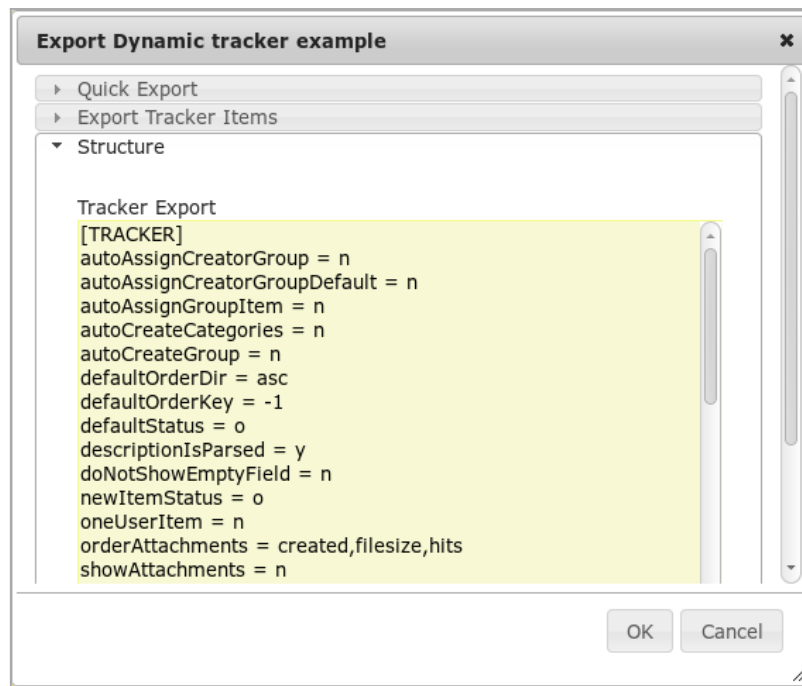 Export Dynamic tracker example
Quick Export
Export Tracker Items
Structure
Tracker Export
[TRACKER]
autoAssignCreatorGroup = n
autoAssignCreatorGroupDefault = n
autoAssignGroupItem = n
autoCreateCategories = n
autoCreateGroup = n
defaultOrderDir = asc
defaultOrderKey = -1
defaultStatus = o
descriptionIsParsed = y
doNotShowEmptyField = n
newItemStatus = o
oneUserItem = n
orderAttachments = created,filesize,hits
showAttachments = n
OK Cancel